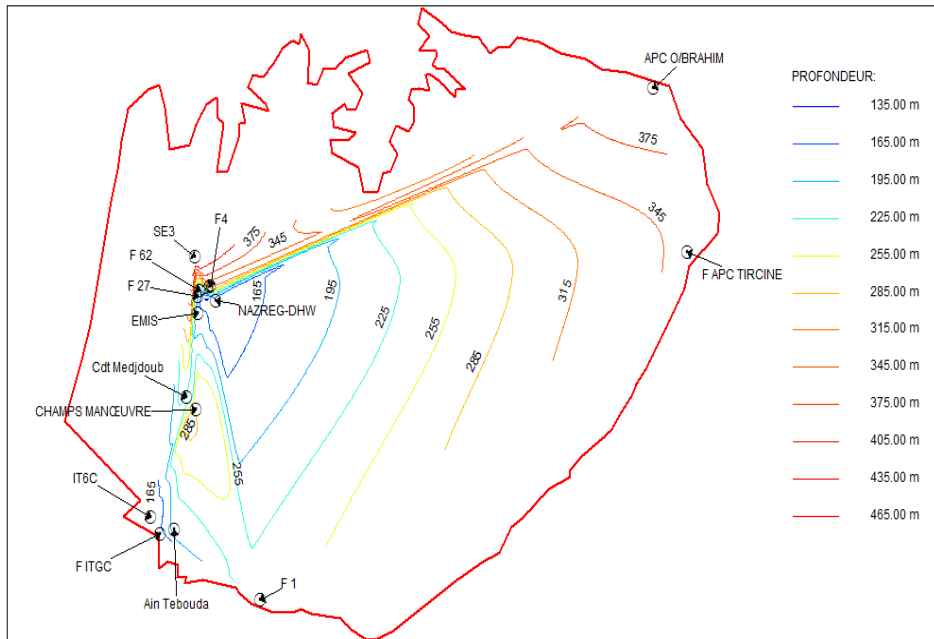 APC O/BRAHIM
PROFONDEUR:
135.00 m
165.00 m
195.00 m
225.00 m
255.00 m
285.00 m
315.00 m
345.00 m
375.00 m
405.00 m
435.00 m
465.00 m
375
345
F APC TIRCINE
SE3
F4
375
345
F 62
F 27
EMIS
NAZREG-DHW
165
195
225
255
285
315
Cdt Medjdoub
CHAMPS MANŒUVRE
285
255
IT6C
165
F ITGC
Ain Tebouda
F 1